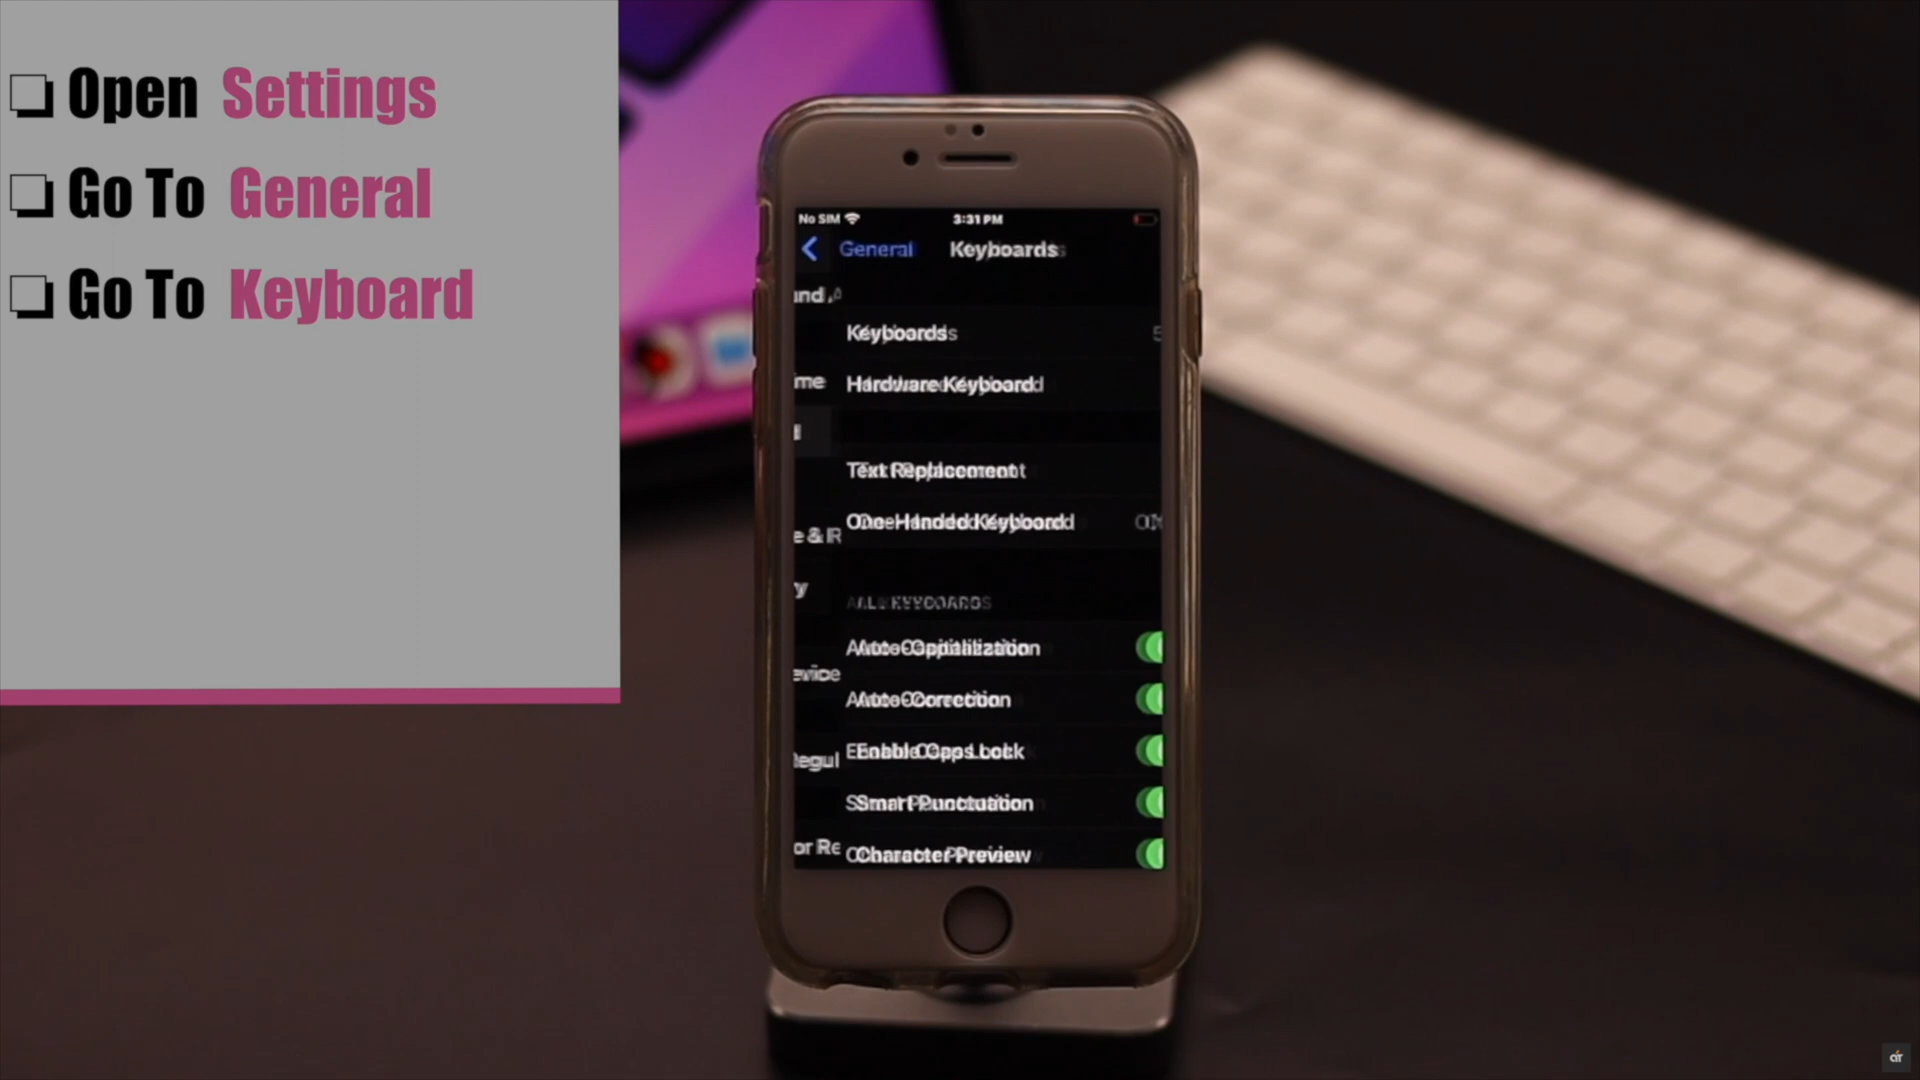 Open Settings
Go To General
Go To Keyboard
No SIM
3:31 PM
General
Keyboards
Keyboards
Hardware Keyboard
Text Replacement
One-Handed Keyboard
ALL KEYBOARDS
Auto-Capitalization
Auto-Correction
Enable Caps Lock
Smart Punctuation
Character Preview
air